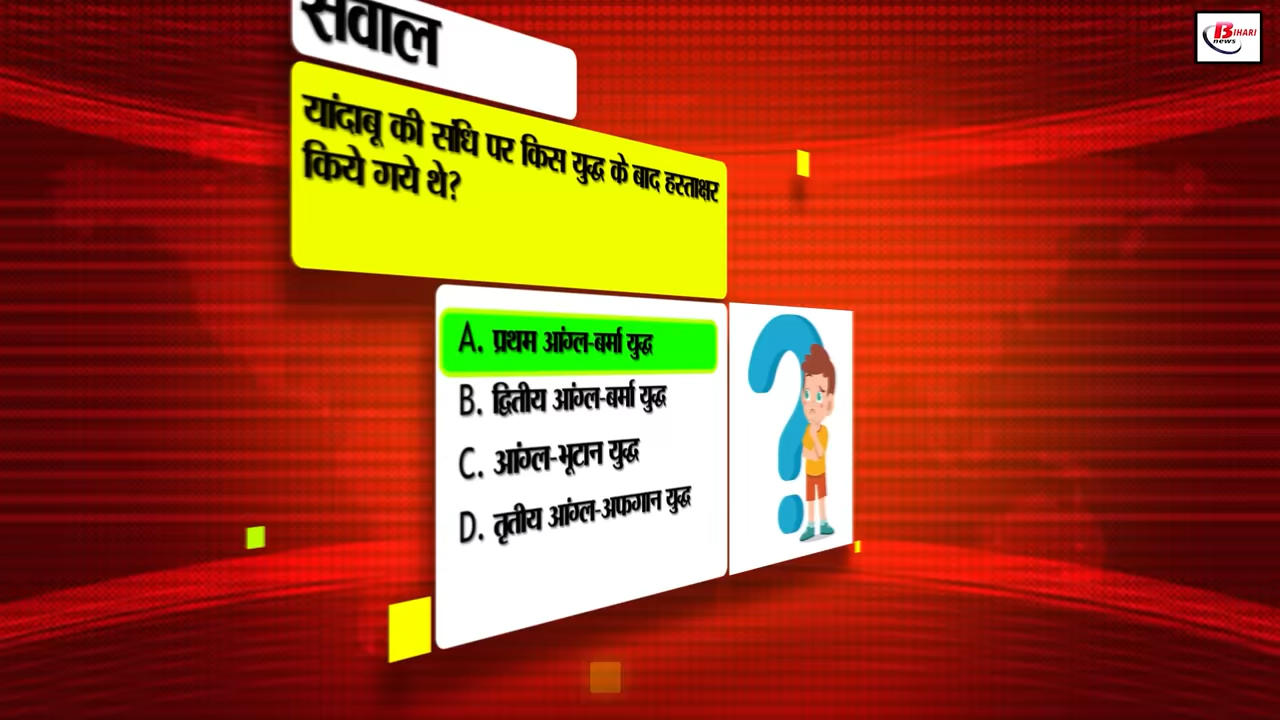 सवाल
BIHARI
news
यांदाबू की संधि पर किस युद्ध के बाद हस्ताक्षर
किये गये थे?
A. प्रथम आंग्ल-बर्मा युद्ध
B. द्वितीय आंग्ल-बर्मा युद्ध
C. आंग्ल-भूटान युद्ध
D. तृतीय आंग्ल-अफगान युद्ध